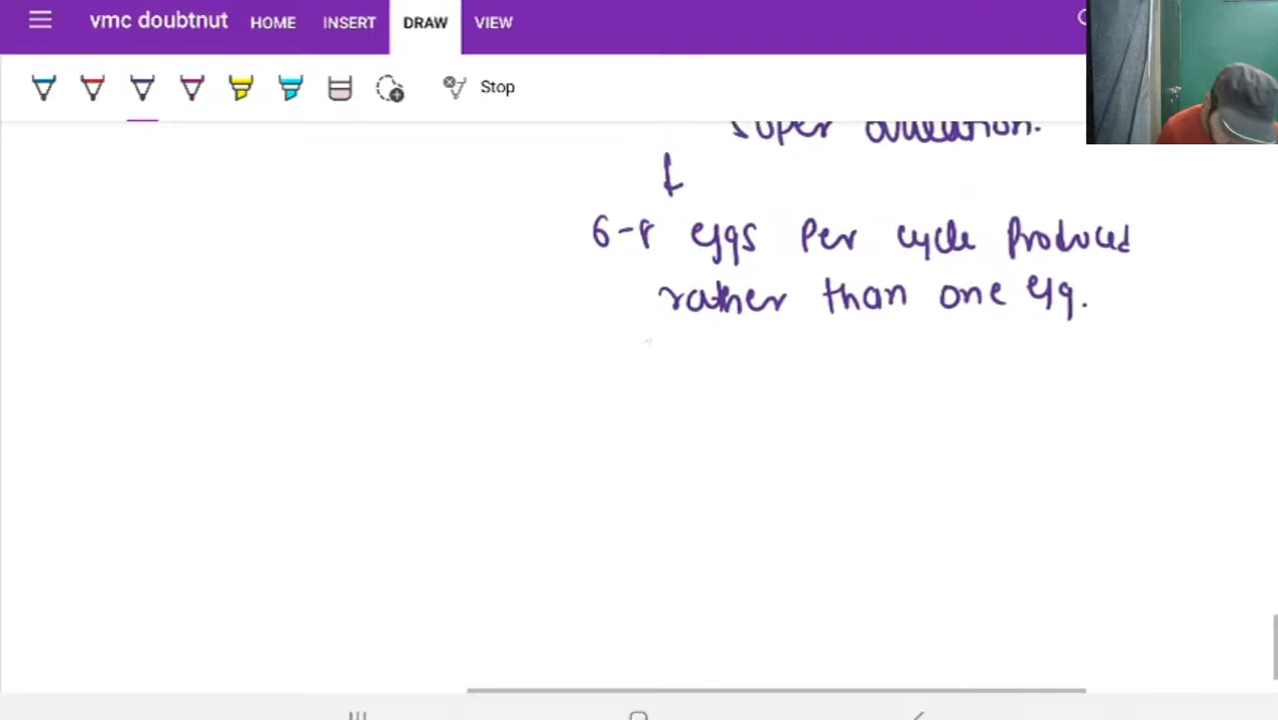 vmc doubtnut HOME INSERT DRAW VIEW
Stop
super ovulation.
6-8 eggs Per cycle Produced
rather than one egg.